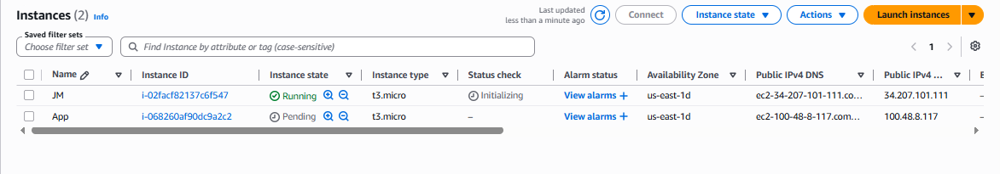 Instances (2) Info
Last updated
less than a minute ago
Connect
Instance state
Actions
Launch instances
Saved filter sets
Choose filter set
Find Instance by attribute or tag (case-sensitive)
1
Name Instance ID Instance state Instance type Status check Alarm status Availability Zone Public IPv4 DNS Public IPv4 ... E
JM i-02facf82137c6f547 Running t3.micro Initializing View alarms + us-east-1d ec2-34-207-101-111.co... 34.207.101.111 –
App i-068260af90dc9a2c2 Pending t3.micro – View alarms + us-east-1d ec2-100-48-8-117.com... 100.48.8.117 –